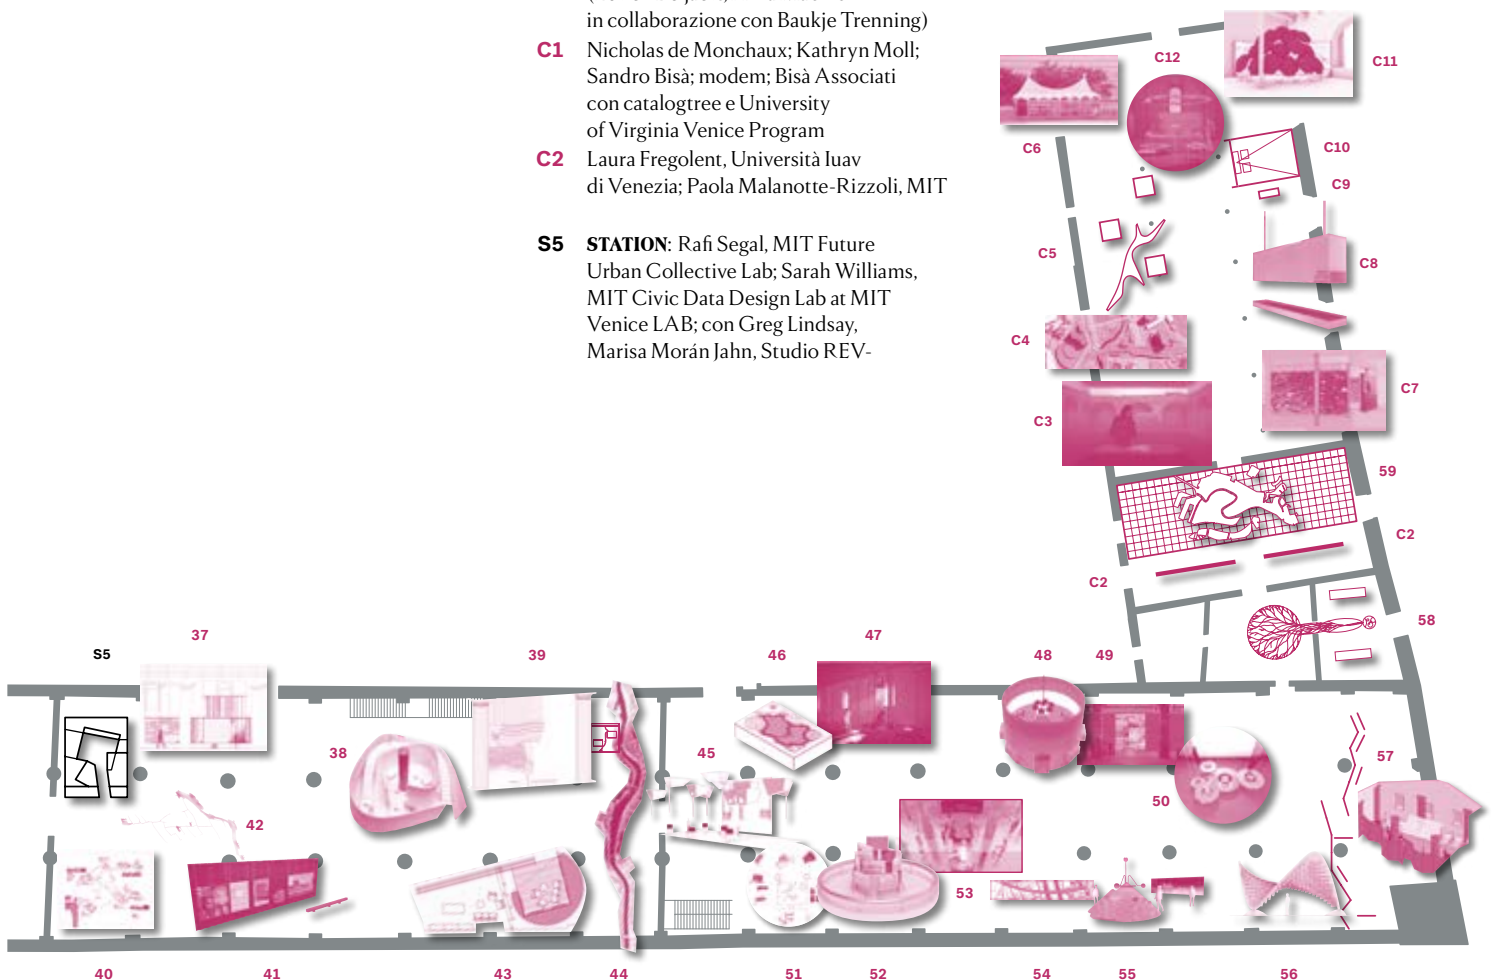 in collaborazione con Baukje Trenning)
C1 Nicholas de Monchaux; Kathryn Moll;
Sandro Bisà; modem; Bisà Associati
con catalogtree e University
of Virginia Venice Program
C2 Laura Fregolent, Università Iuav
di Venezia; Paola Malanotte-Rizzoli, MIT
S5 STATION: Rafi Segal, MIT Future
Urban Collective Lab; Sarah Williams,
MIT Civic Data Design Lab at MIT
Venice LAB; con Greg Lindsay,
Marisa Morán Jahn, Studio REV-
C12
C11
C6
C10
C9
C5
C8
C4
C7
C3
59
C2
C2
58
37
S5
39
46
47
48
49
38
45
57
42
50
53
40
41
43
44
51
52
54
55
56